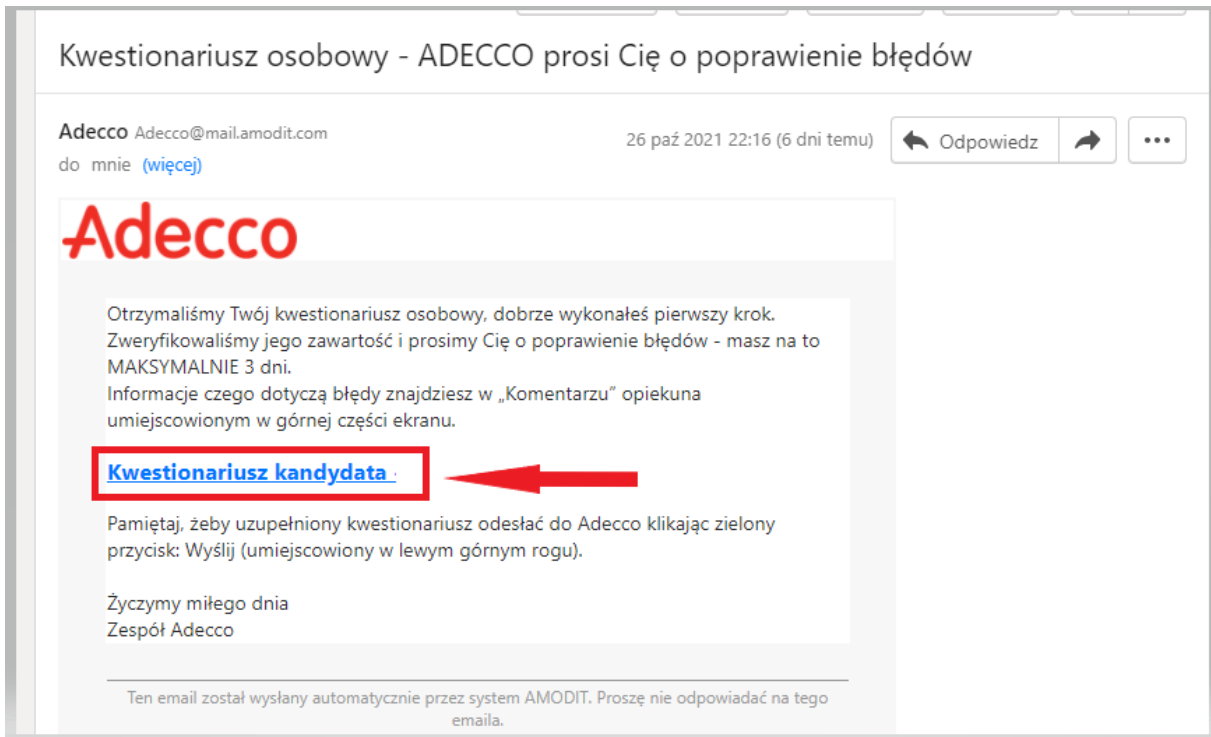 Kwestionariusz osobowy - ADECCO prosi Cię o poprawienie błędów
Adecco Adecco@mail.amodit.com
26 paź 2021 22:16 (6 dni temu)
Odpowiedz
do mnie (więcej)
Adecco
Otrzymaliśmy Twój kwestionariusz osobowy, dobrze wykonałeś pierwszy krok.
Zweryfikowaliśmy jego zawartość i prosimy Cię o poprawienie błędów - masz na to
MAKSYMALNIE 3 dni.
Informacje czego dotyczą błędy znajdziesz w „Komentarzu” opiekuna
umiejscowionym w górnej części ekranu.
Kwestionariusz kandydata
Pamiętaj, żeby uzupełniony kwestionariusz odesłać do Adecco klikając zielony
przycisk: Wyślij (umiejscowiony w lewym górnym rogu).
Życzymy miłego dnia
Zespół Adecco
Ten email został wysłany automatycznie przez system AMODIT. Proszę nie odpowiadać na tego
emaila.